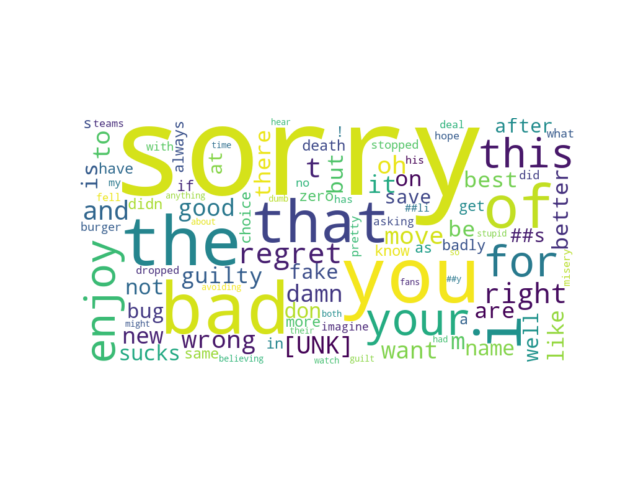 sorry
the
that
bad
you
of
this
for
your
i
enjoy
regret
guilty
and
good
move
be
right
damn
fake
[UNK]
wrong
new
bug
not
sucks
same
want
name
like
well
are
better
best
##s
after
save
it
on
oh
but
t
there
at
is
to
s
teams
with
always
if
have
my
fell
anything
burger
didn
choice
about
time
hear
death
!
no
zero
has
his
stopped
deal
hope
what
did
get
##li
asking
dumb
pretty
know
as
badly
so
stupid
misery
##y
fans
a
m
don
more
both
in
their
imagine
had
watch
guilt
believing
avoiding
dropped
might